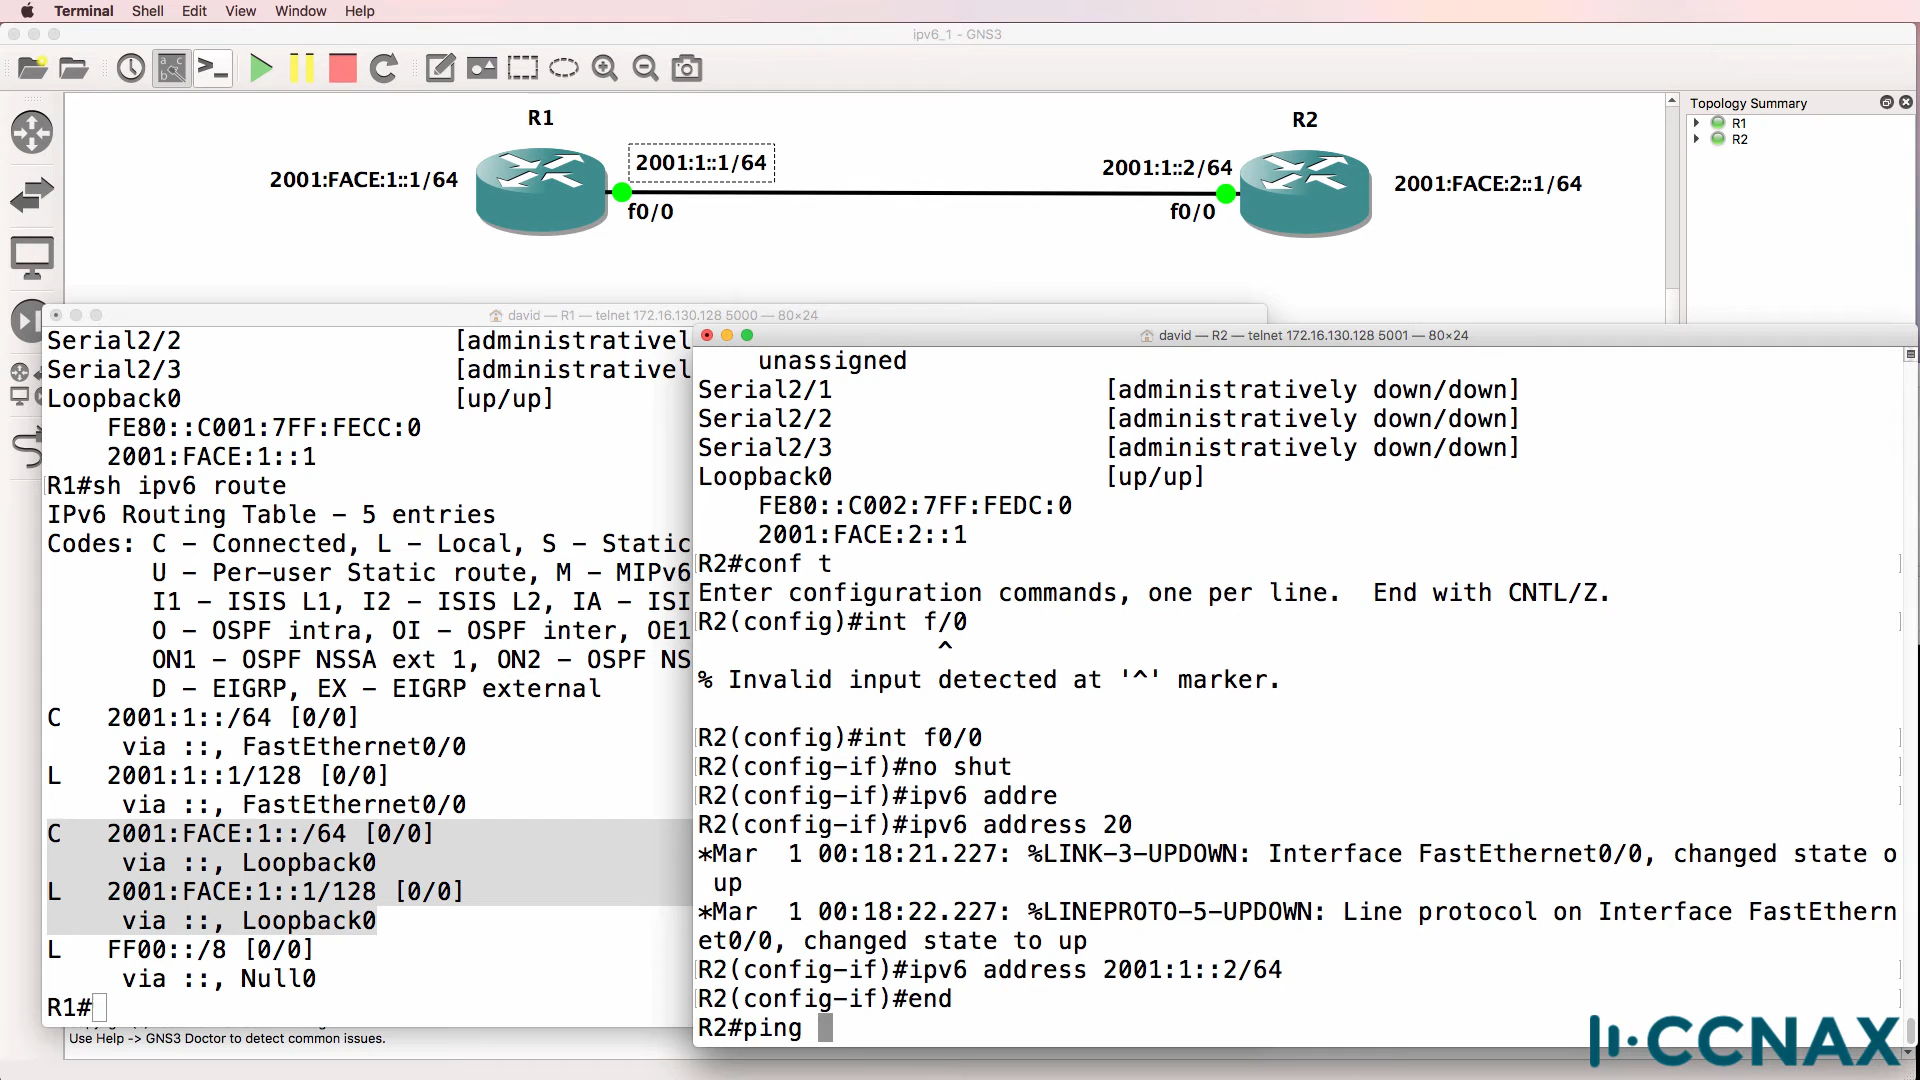 Terminal Shell Edit View Window Help
ipv6_1 - GNS3
Topology Summary
R1
R2
R1
R2
2001:FACE:1::1/64
2001:1::1/64
2001:1::2/64
2001:FACE:2::1/64
f0/0
f0/0
david — R1 — telnet 172.16.130.128 5000 — 80×24
Serial2/2 [administrativel
Serial2/3 [administrativel
Loopback0 [up/up]
FE80::C001:7FF:FECC:0
2001:FACE:1::1
R1#sh ipv6 route
IPv6 Routing Table - 5 entries
Codes: C - Connected, L - Local, S - Static
U - Per-user Static route, M - MIPv6
I1 - ISIS L1, I2 - ISIS L2, IA - ISI
O - OSPF intra, OI - OSPF inter, OE1
ON1 - OSPF NSSA ext 1, ON2 - OSPF NS
D - EIGRP, EX - EIGRP external
C 2001:1::/64 [0/0]
via ::, FastEthernet0/0
L 2001:1::1/128 [0/0]
via ::, FastEthernet0/0
C 2001:FACE:1::/64 [0/0]
via ::, Loopback0
L 2001:FACE:1::1/128 [0/0]
via ::, Loopback0
L FF00::/8 [0/0]
via ::, Null0
R1#
Use Help -> GNS3 Doctor to detect common issues.
david — R2 — telnet 172.16.130.128 5001 — 80×24
unassigned
Serial2/1 [administratively down/down]
Serial2/2 [administratively down/down]
Serial2/3 [administratively down/down]
Loopback0 [up/up]
FE80::C002:7FF:FEDC:0
2001:FACE:2::1
R2#conf t
Enter configuration commands, one per line. End with CNTL/Z.
R2(config)#int f/0
^
% Invalid input detected at '^' marker.
R2(config)#int f0/0
R2(config-if)#no shut
R2(config-if)#ipv6 addre
R2(config-if)#ipv6 address 20
*Mar 1 00:18:21.227: %LINK-3-UPDOWN: Interface FastEthernet0/0, changed state o
up
*Mar 1 00:18:22.227: %LINEPROTO-5-UPDOWN: Line protocol on Interface FastEthern
et0/0, changed state to up
R2(config-if)#ipv6 address 2001:1::2/64
R2(config-if)#end
R2#ping
CCNAX